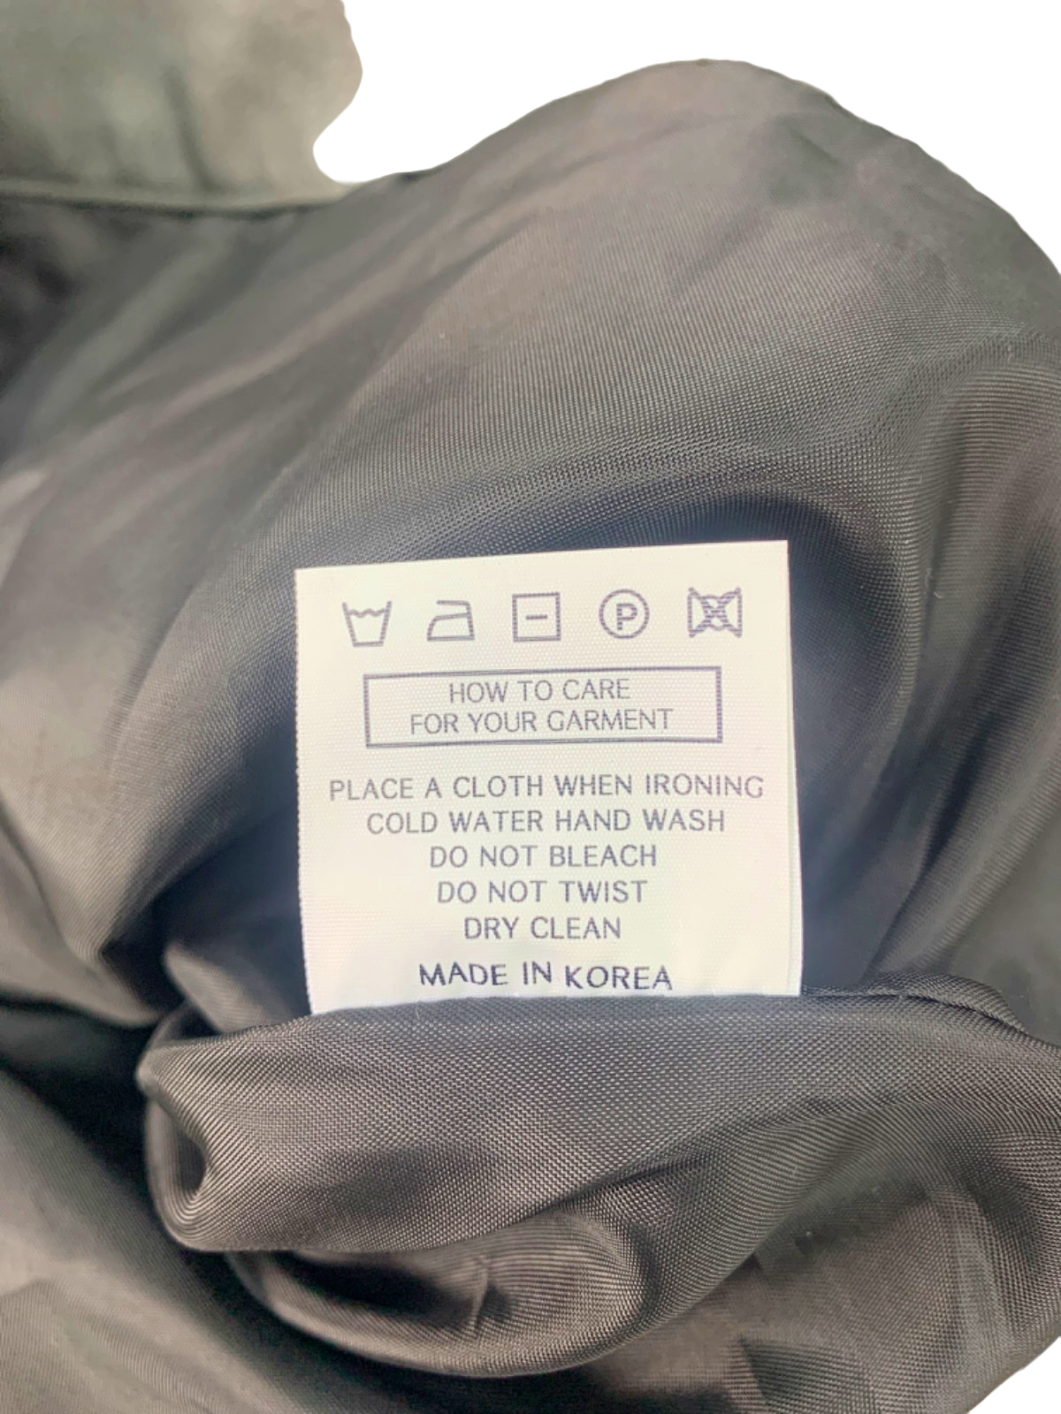 P
HOW TO CARE
FOR YOUR GARMENT
PLACE A CLOTH WHEN IRONING
COLD WATER HAND WASH
DO NOT BLEACH
DO NOT TWIST
DRY CLEAN
MADE IN KOREA